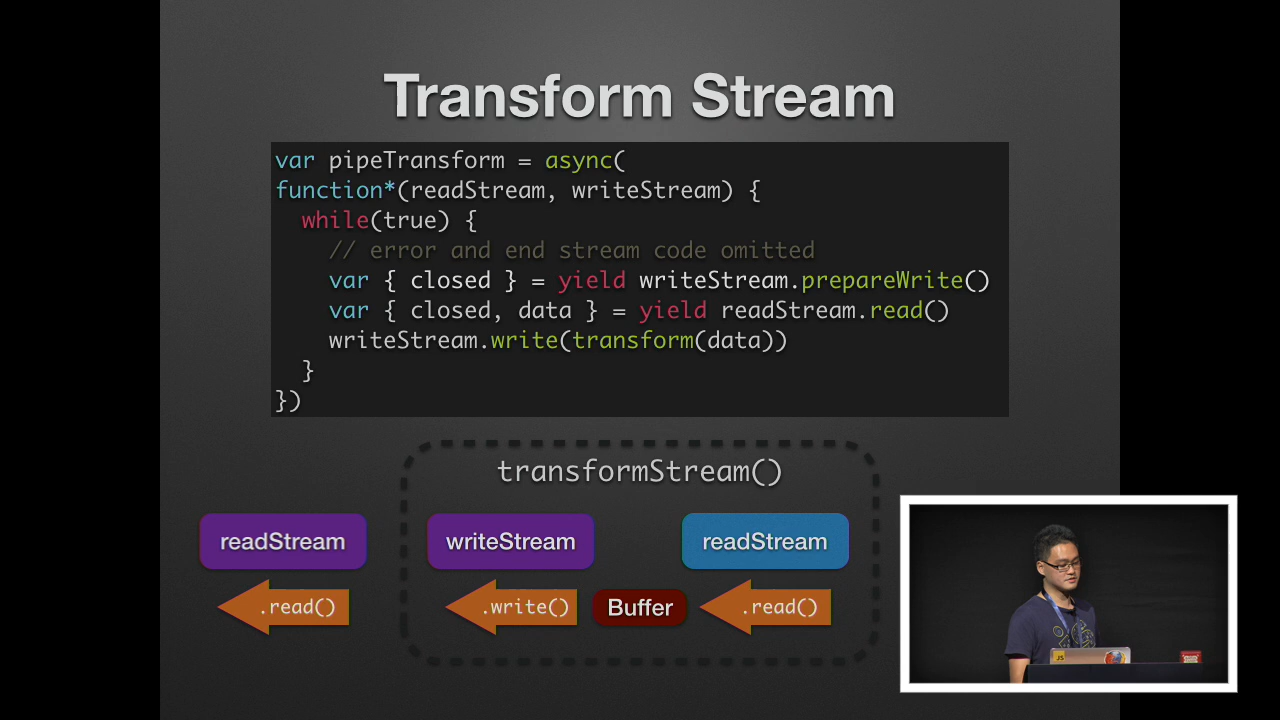 Transform Stream
var pipeTransform = async(
function*(readStream, writeStream) {
  while(true) {
    // error and end stream code omitted
    var { closed } = yield writeStream.prepareWrite()
    var { closed, data } = yield readStream.read()
    writeStream.write(transform(data))
  }
})
transformStream()
readStream
writeStream
readStream
.read()
.write()
Buffer
.read()
JS